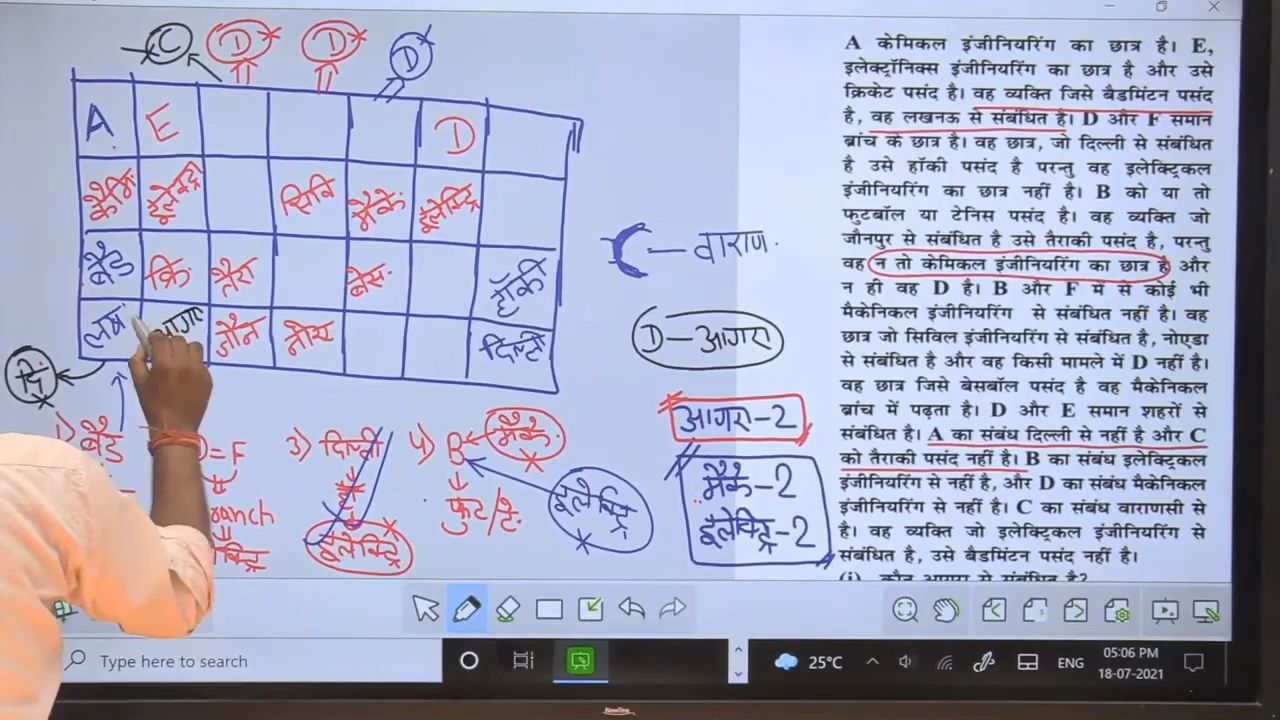 C D D D
A E D
कैमि इलेक्ट्रो सिवि मैके इलेक्ट्रि
बैड क्रि तैरा बेस. हॉकी
लख जौन नोए दिल्ली
दि
C — वाराण.
D – आगरा
आगरा-2
मैके-2
इलेक्ट्रि-2
1) बैड
D=F
ranch
3) दिल्ली
इलेक्ट्रि
4) B मैके.
फुट/टे.
इलेक्ट्रि
A केमिकल इंजीनियरिंग का छात्र है। E,
इलेक्ट्रॉनिक्स इंजीनियरिंग का छात्र है और उसे
क्रिकेट पसंद है। वह व्यक्ति जिसे बैडमिंटन पसंद
है, वह लखनऊ से संबंधित है। D और F समान
ब्रांच के छात्र है। वह छात्र, जो दिल्ली से संबंधित
है उसे हॉकी पसंद है परन्तु वह इलेक्ट्रिकल
इंजीनियरिंग का छात्र नहीं है। B को या तो
फुटबॉल या टेनिस पसंद है। वह व्यक्ति जो
जौनपुर से संबंधित है उसे तैराकी पसंद है, परन्तु
वह न तो केमिकल इंजीनियरिंग का छात्र है और
न ही वह D है। B और F में से कोई भी
मैकेनिकल इंजीनियरिंग से संबंधित नहीं है। वह
छात्र जो सिविल इंजीनियरिंग से संबंधित है, नोएडा
से संबंधित है और वह किसी मामले में D नहीं है।
वह छात्र जिसे बेसबॉल पसंद है वह मैकेनिकल
ब्रांच में पढ़ता है। D और E समान शहरों से
संबंधित है। A का संबंध दिल्ली से नहीं है और C
को तैराकी पसंद नहीं है। B का संबंध इलेक्ट्रिकल
इंजीनियरिंग से नहीं है, और D का संबंध मैकेनिकल
इंजीनियरिंग से नहीं है। C का संबंध वाराणसी से
है। वह व्यक्ति जो इलेक्ट्रिकल इंजीनियरिंग से
संबंधित है, उसे बैडमिंटन पसंद नहीं है।
(i) कौन आगरा से संबंधित है?
Type here to search
25°C
ENG
05:06 PM
18-07-2021